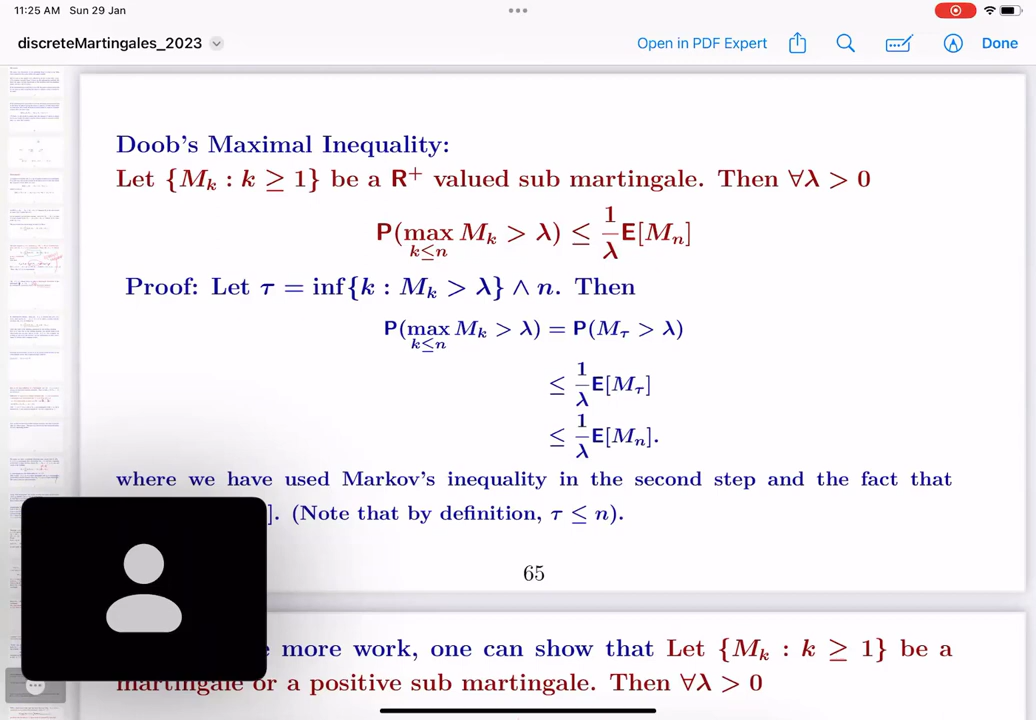 11:25 AM Sun 29 Jan
discreteMartingales_2023
Open in PDF Expert
Done
Doob's Maximal Inequality:
Let {M_k : k ≥ 1} be a R⁺ valued sub martingale. Then ∀λ > 0
P(max_{k≤n} M_k > λ) ≤ 1/λ E[M_n]
Proof: Let τ = inf{k : M_k > λ} ∧ n. Then
P(max_{k≤n} M_k > λ) = P(M_τ > λ)
≤ 1/λ E[M_τ]
≤ 1/λ E[M_n].
where we have used Markov's inequality in the second step and the fact that
]. (Note that by definition, τ ≤ n).
65
more work, one can show that Let {M_k : k ≥ 1} be a
martingale or a positive sub martingale. Then ∀λ > 0